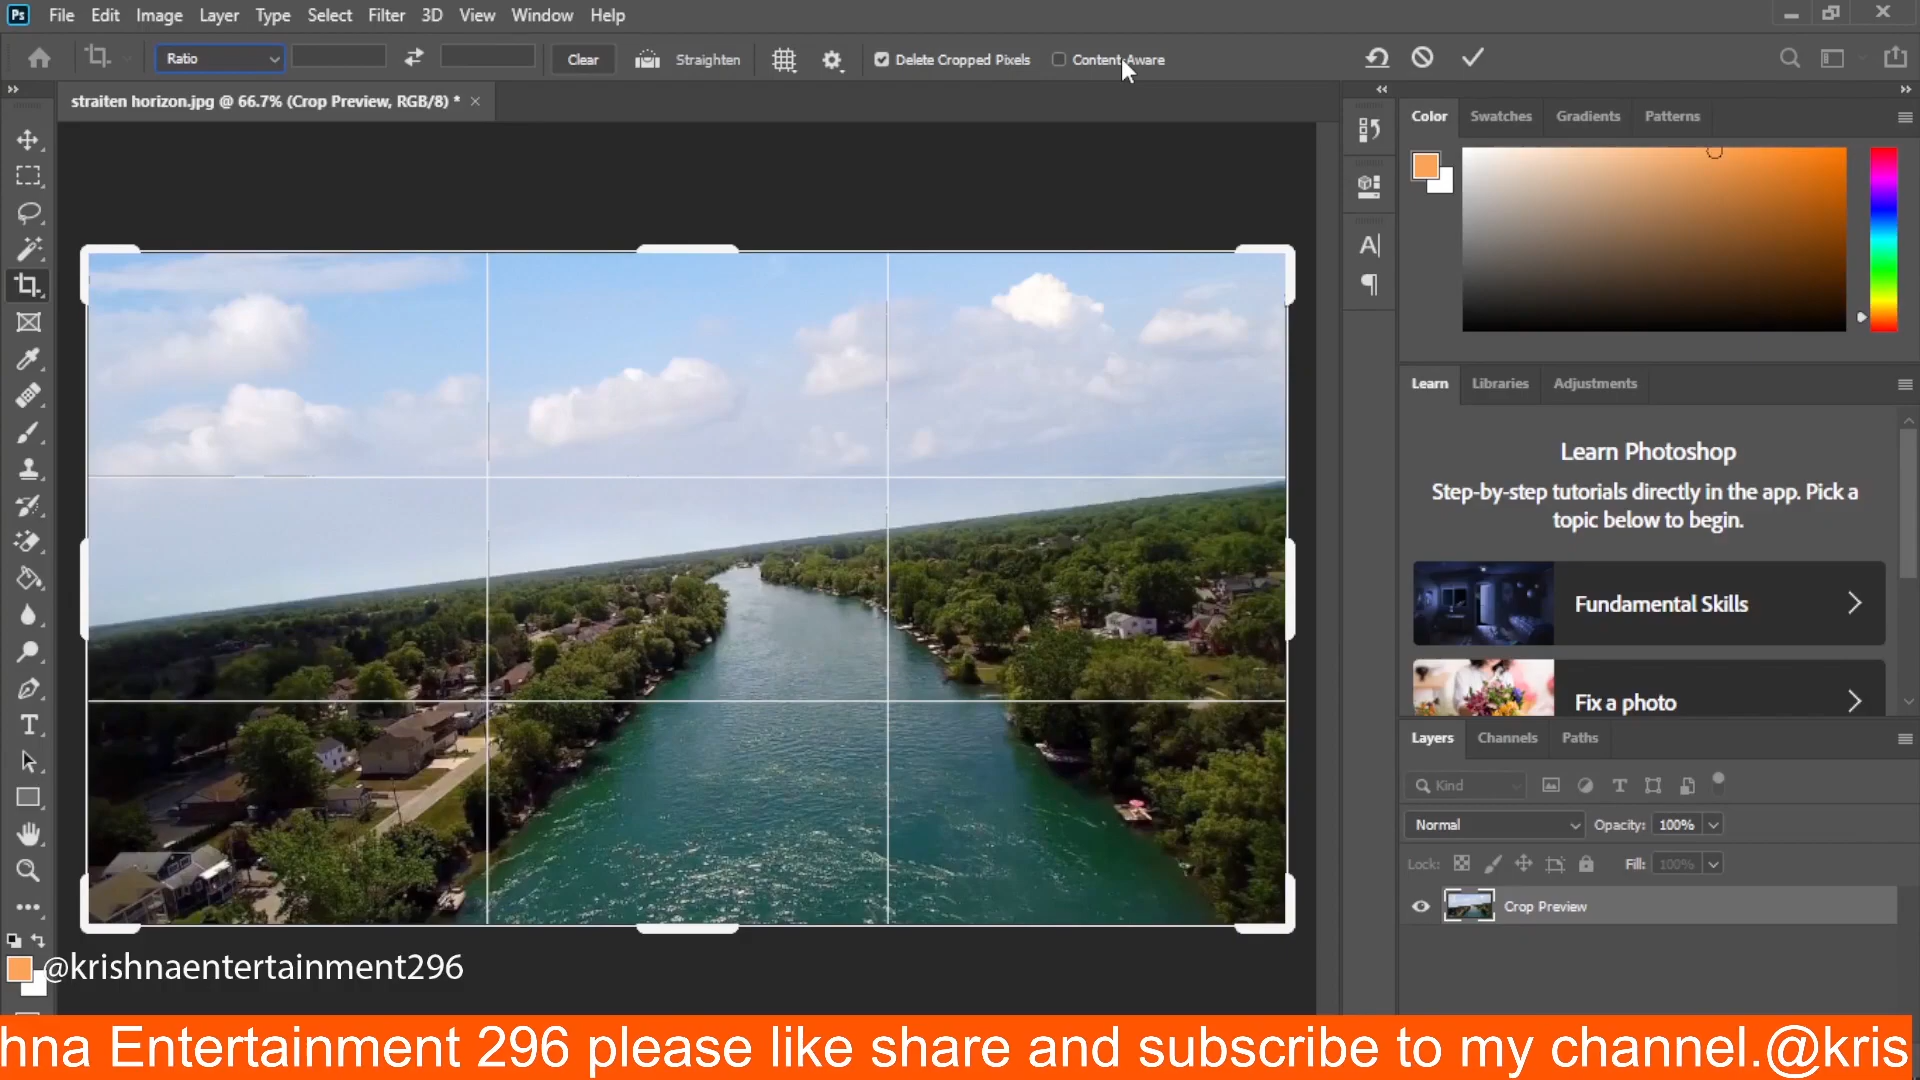 Ps File Edit Image Layer Type Select Filter 3D View Window Help
Ratio Clear Straighten Delete Cropped Pixels Content-Aware
straiten horizon.jpg @ 66.7% (Crop Preview, RGB/8) *
Color Swatches Gradients Patterns
Learn Libraries Adjustments
Learn Photoshop
Step-by-step tutorials directly in the app. Pick a
topic below to begin.
Fundamental Skills
Fix a photo
Layers Channels Paths
Kind
Normal Opacity: 100%
Lock: Fill: 100%
Crop Preview
@krishnaentertainment296
hna Entertainment 296 please like share and subscribe to my channel.@kris